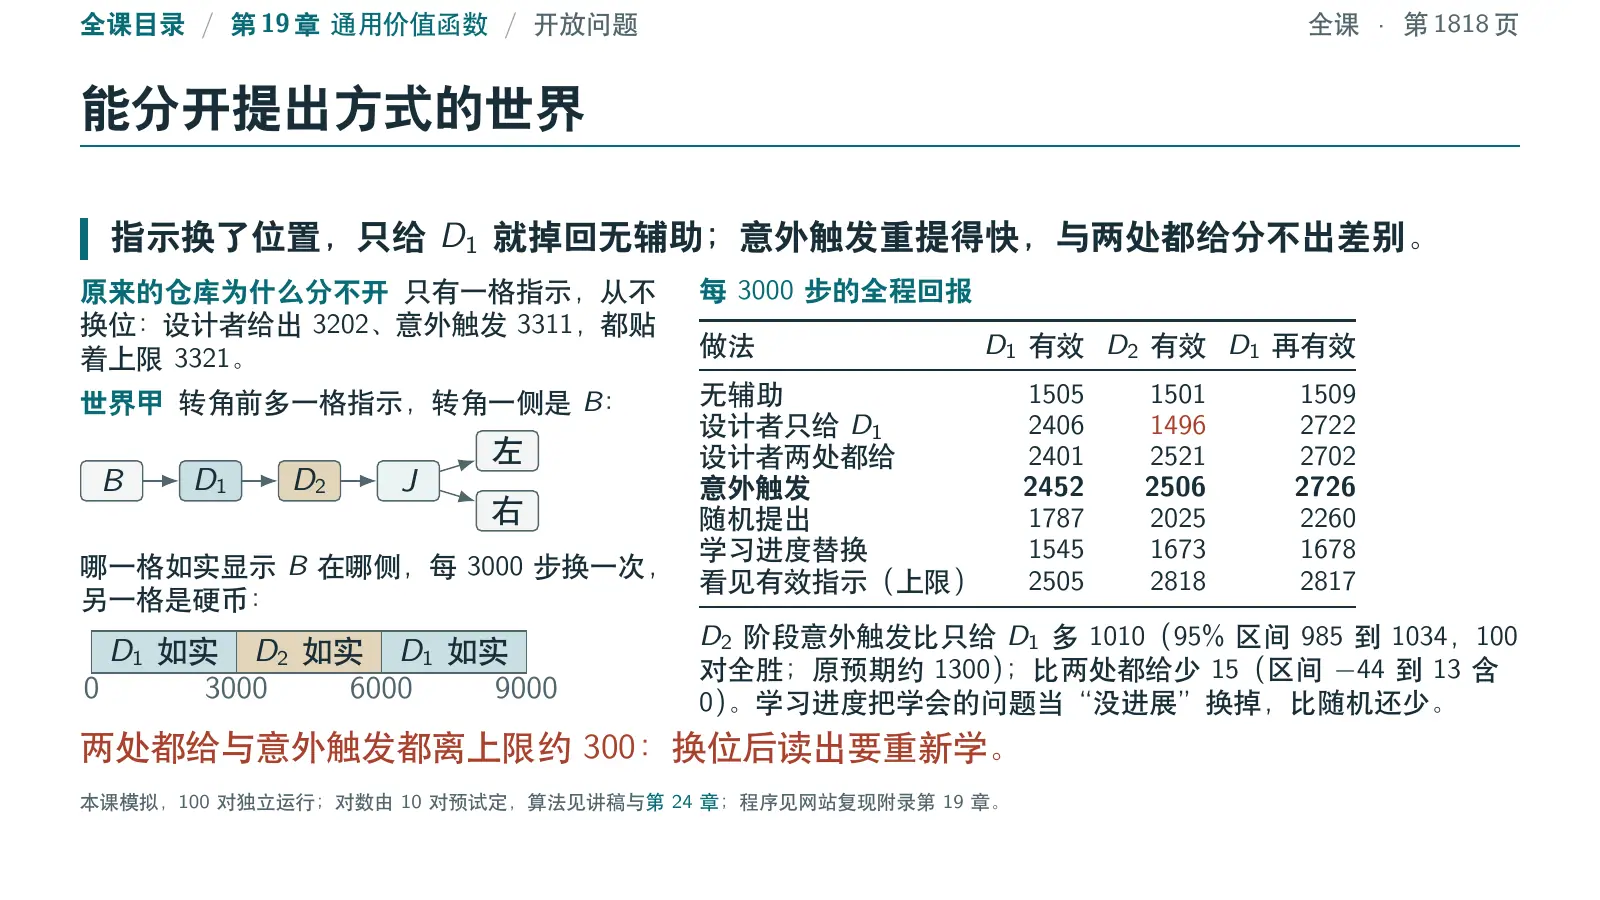 全课目录 / 第 19 章 通用价值函数 / 开放问题
全课 · 第 1818 页
能分开提出方式的世界
指示换了位置，只给 D1 就掉回无辅助；意外触发重提得快，与两处都给分不出差别。
原来的仓库为什么分不开 只有一格指示，从不
换位：设计者给出 3202、意外触发 3311，都贴
着上限 3321。
世界甲 转角前多一格指示，转角一侧是 B：
B D1 D2 J 左
右
哪一格如实显示 B 在哪侧，每 3000 步换一次，
另一格是硬币：
D1 如实 D2 如实 D1 如实
0 3000 6000 9000
每 3000 步的全程回报
做法 D1 有效 D2 有效 D1 再有效
无辅助 1505 1501 1509
设计者只给 D1 2406 1496 2722
设计者两处都给 2401 2521 2702
意外触发 2452 2506 2726
随机提出 1787 2025 2260
学习进度替换 1545 1673 1678
看见有效指示（上限） 2505 2818 2817
D2 阶段意外触发比只给 D1 多 1010（95% 区间 985 到 1034，100
对全胜；原预期约 1300）；比两处都给少 15（区间 −44 到 13 含
0）。学习进度把学会的问题当“没进展”换掉，比随机还少。
两处都给与意外触发都离上限约 300：换位后读出要重新学。
本课模拟，100 对独立运行；对数由 10 对预试定，算法见讲稿与第 24 章；程序见网站复现附录第 19 章。